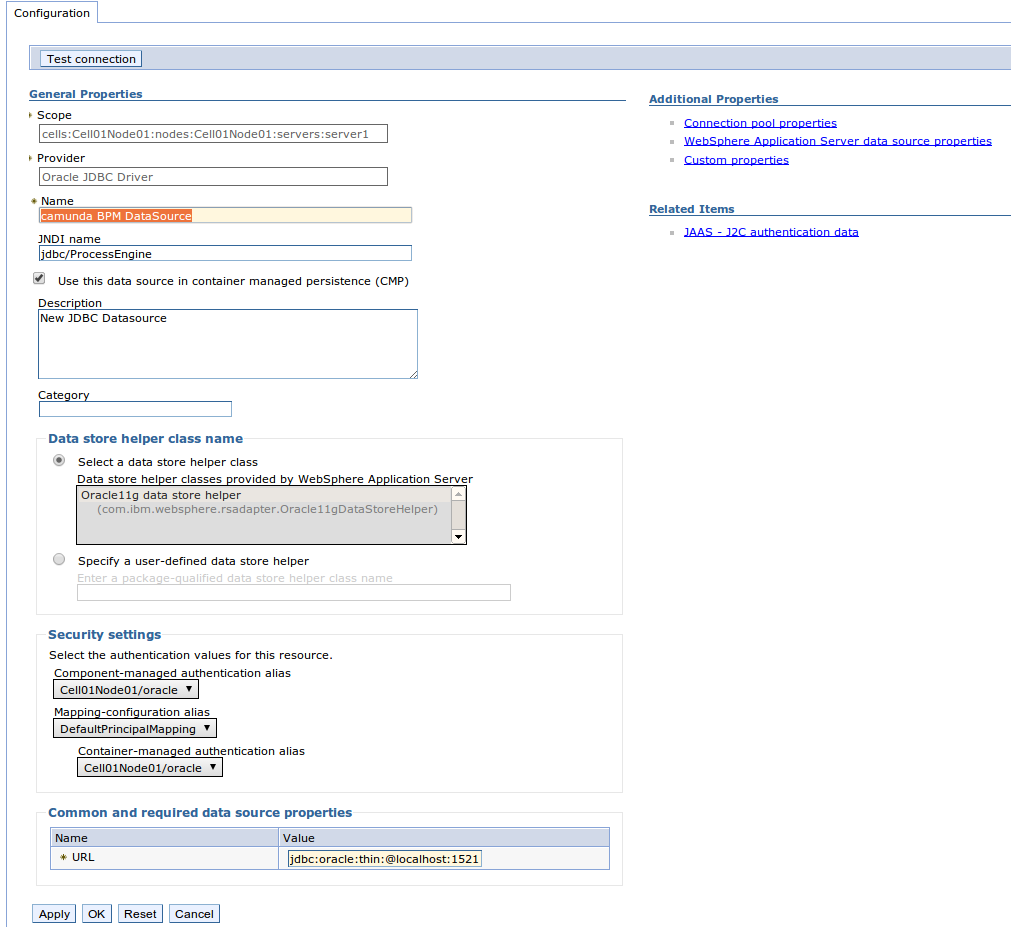 Configuration
Test connection
General Properties
Scope
cells:Cell01Node01:nodes:Cell01Node01:servers:server1
Provider
Oracle JDBC Driver
Name
camunda BPM DataSource
JNDI name
jdbc/ProcessEngine
Use this data source in container managed persistence (CMP)
Description
New JDBC Datasource
Category
Data store helper class name
Select a data store helper class
Data store helper classes provided by WebSphere Application Server
Oracle11g data store helper
(com.ibm.websphere.rsadapter.Oracle11gDataStoreHelper)
Specify a user-defined data store helper
Enter a package-qualified data store helper class name
Security settings
Select the authentication values for this resource.
Component-managed authentication alias
Cell01Node01/oracle
Mapping-configuration alias
DefaultPrincipalMapping
Container-managed authentication alias
Cell01Node01/oracle
Common and required data source properties
Name Value
URL jdbc:oracle:thin:@localhost:1521
Apply OK Reset Cancel
Additional Properties
Connection pool properties
WebSphere Application Server data source properties
Custom properties
Related Items
JAAS - J2C authentication data